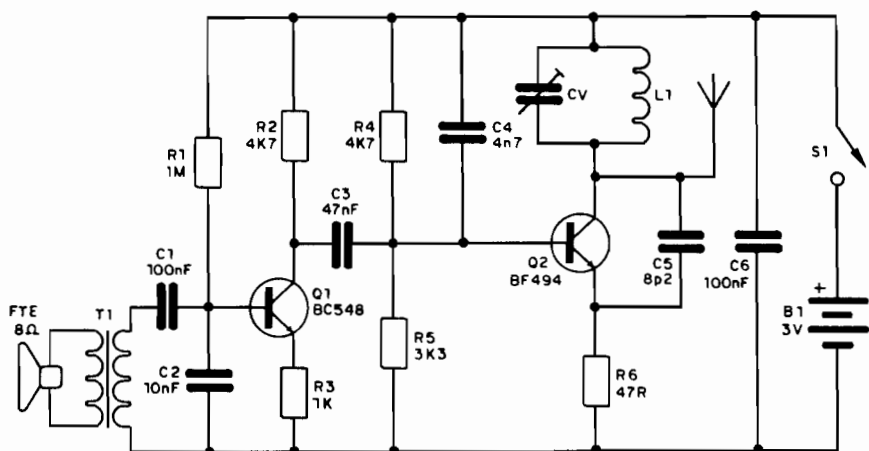 R1
1M
R2
4K7
R4
4K7
C4
4n7
CV
L1
S1
C3
47nF
C1
100nF
Q1
BC548
Q2
BF494
C5
8p2
C6
100nF
+
B1
3V
FTE
8Ω
T1
C2
10nF
R3
1K
R5
3K3
R6
47R